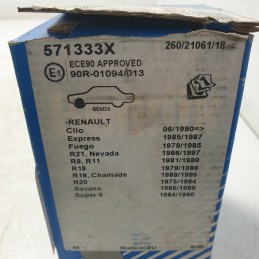 571333X
260/21061/18
E1
ECE90 APPROVED
90R-01094/013
BENDIX
-RENAULT
Clio 06/1990=>
Express 1985/1987
Fuego 1979/1985
R21, Nevada 1986/1997
R9, R11 1981/1989
R18 1979/1986
R19, Chamade 1988/1995
R20 1975/1984
Savana 1986/1989
Super 5 1984/1990
Made in EU